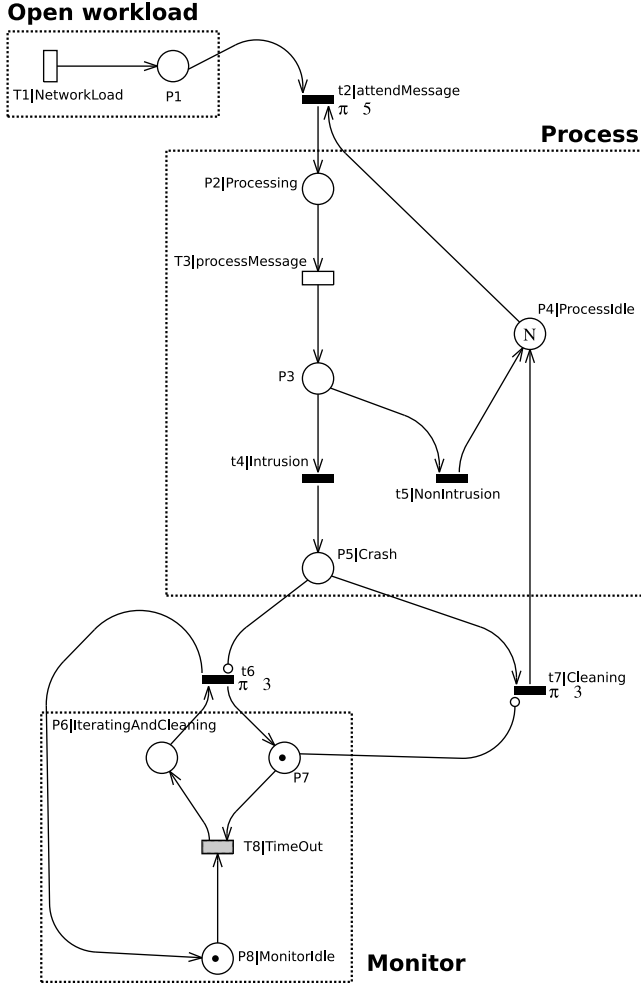 Open workload
T1|NetworkLoad
P1
t2|attendMessage
π 5
Process
P2|Processing
T3|processMessage
P4|ProcessIdle
N
P3
t4|Intrusion
t5|NonIntrusion
P5|Crash
t6
π 3
t7|Cleaning
π 3
P6|IteratingAndCleaning
P7
T8|TimeOut
P8|MonitorIdle
Monitor